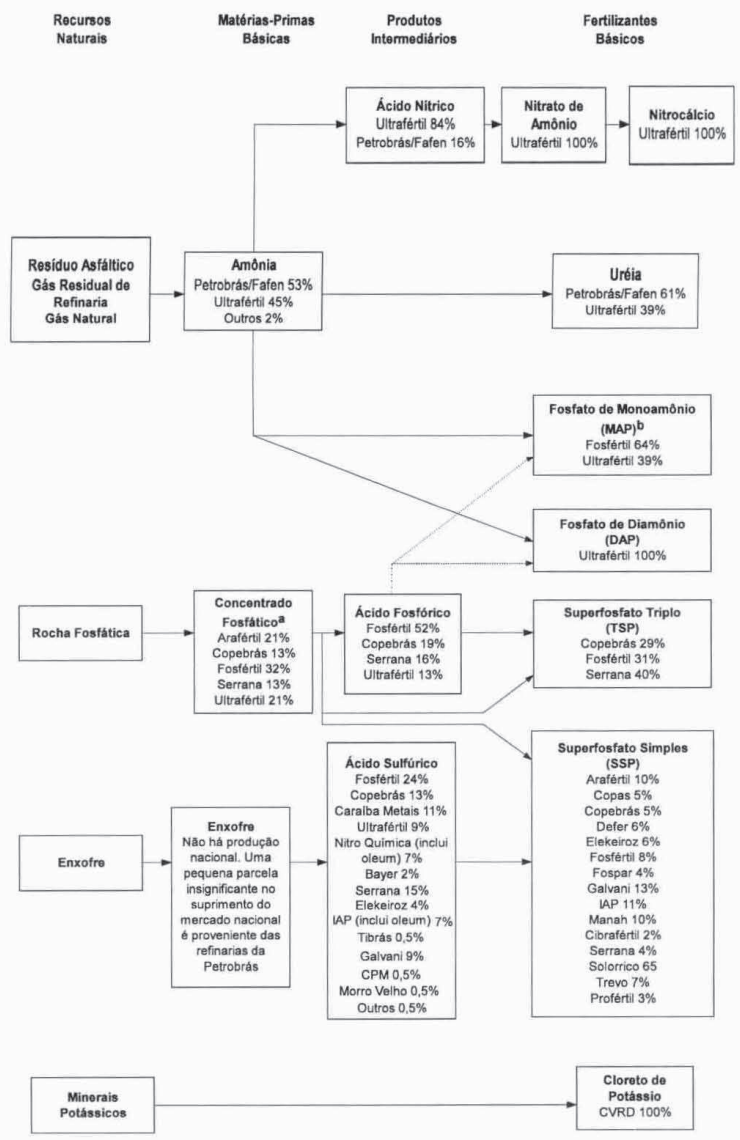 Recursos
Naturais
Matérias-Primas
Básicas
Produtos
Intermediários
Fertilizantes
Básicos
Ácido Nítrico
Ultrafértil 84%
Petrobrás/Fafen 16%
Nitrato de
Amônio
Ultrafértil 100%
Nitrocálcio
Ultrafértil 100%
Resíduo Asfáltico
Gás Residual de
Refinaria
Gás Natural
Amônia
Petrobrás/Fafen 53%
Ultrafértil 45%
Outros 2%
Uréia
Petrobrás/Fafen 61%
Ultrafértil 39%
Fosfato de Monoamônio
(MAP)b
Fosfértil 64%
Ultrafértil 39%
Fosfato de Diamônio
(DAP)
Ultrafértil 100%
Rocha Fosfática
Concentrado
Fosfáticoa
Arafértil 21%
Copebrás 13%
Fosfértil 32%
Serrana 13%
Ultrafértil 21%
Ácido Fosfórico
Fosfértil 52%
Copebrás 19%
Serrana 16%
Ultrafértil 13%
Superfosfato Triplo
(TSP)
Copebrás 29%
Fosfértil 31%
Serrana 40%
Enxofre
Enxofre
Não há produção
nacional. Uma
pequena parcela
insignificante no
suprimento do
mercado nacional
é proveniente das
refinarias da
Petrobrás
Ácido Sulfúrico
Fosfértil 24%
Copebrás 13%
Caraíba Metais 11%
Ultrafértil 9%
Nitro Química (inclui
oleum) 7%
Bayer 2%
Serrana 15%
Elekeiroz 4%
IAP (inclui oleum) 7%
Tibrás 0,5%
Galvani 9%
CPM 0,5%
Morro Velho 0,5%
Outros 0,5%
Superfosfato Simples
(SSP)
Arafértil 10%
Copas 5%
Copebrás 5%
Defer 6%
Elekeiroz 6%
Fosfértil 8%
Fospar 4%
Galvani 13%
IAP 11%
Manah 10%
Cibrafértil 2%
Serrana 4%
Solorrico 65
Trevo 7%
Profértil 3%
Minerais
Potássicos
Cloreto de
Potássio
CVRD 100%